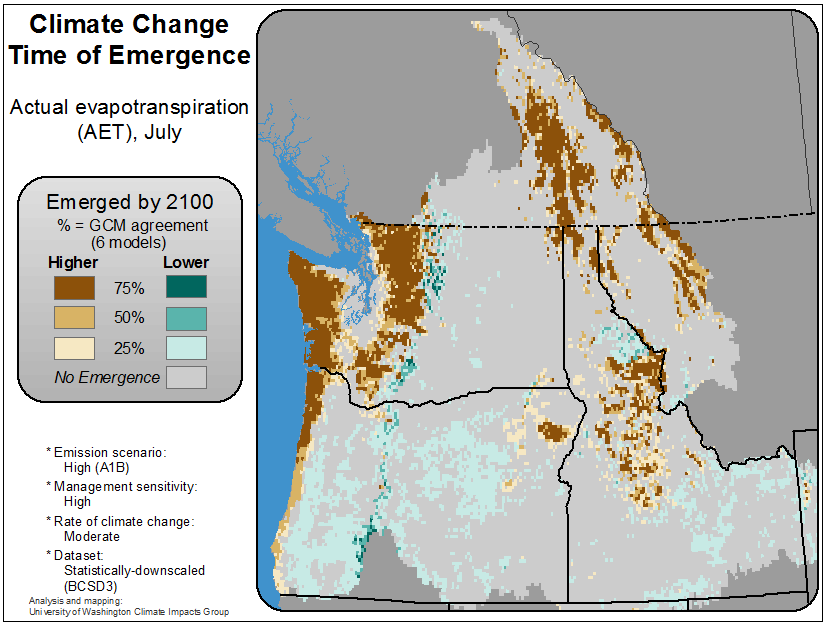 Climate Change
Time of Emergence
Actual evapotranspiration
(AET), July
Emerged by 2100
% = GCM agreement
(6 models)
Higher Lower
75%
50%
25%
No Emergence
* Emission scenario:
High (A1B)
* Management sensitivity:
High
* Rate of climate change:
Moderate
* Dataset:
Statistically-downscaled
(BCSD3)
Analysis and mapping:
University of Washington Climate Impacts Group